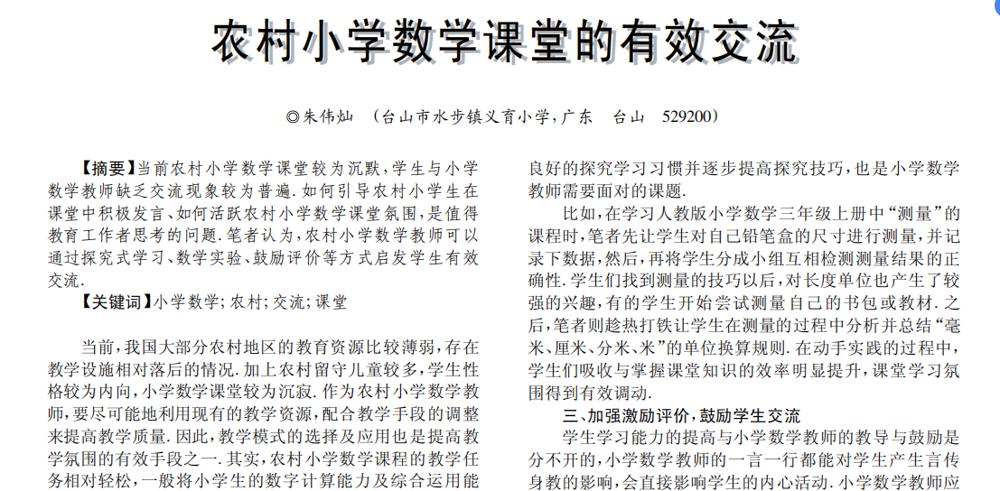 农村小学数学课堂的有效交流
◎朱伟灿　(台山市水步镇义育小学,广东　台山　529200)
【摘要】当前农村小学数学课堂较为沉默,学生与小学
数学教师缺乏交流现象较为普遍.如何引导农村小学生在
课堂中积极发言、如何活跃农村小学数学课堂氛围,是值得
教育工作者思考的问题.笔者认为,农村小学数学教师可以
通过探究式学习、数学实验、鼓励评价等方式启发学生有效
交流.
【关键词】小学数学;农村;交流;课堂
当前,我国大部分农村地区的教育资源比较薄弱,存在
教学设施相对落后的情况.加上农村留守儿童较多,学生性
格较为内向,小学数学课堂较为沉寂.作为农村小学数学教
师,要尽可能地利用现有的教学资源,配合教学手段的调整
来提高教学质量.因此,教学模式的选择及应用也是提高教
学氛围的有效手段之一.其实,农村小学数学课程的教学任
务相对轻松,一般将小学生的数字计算能力及综合运用能
良好的探究学习习惯并逐步提高探究技巧,也是小学数学
教师需要面对的课题.
比如,在学习人教版小学数学三年级上册中“测量”的
课程时,笔者先让学生对自己铅笔盒的尺寸进行测量,并记
录下数据,然后,再将学生分成小组互相检测测量结果的正
确性.学生们找到测量的技巧以后,对长度单位也产生了较
强的兴趣,有的学生开始尝试测量自己的书包或教材.之
后,笔者则趁热打铁让学生在测量的过程中分析并总结“毫
米、厘米、分米、米”的单位换算规则.在动手实践的过程中,
学生们吸收与掌握课堂知识的效率明显提升,课堂学习氛
围得到有效调动.
三、加强激励评价,鼓励学生交流
学生学习能力的提高与小学数学教师的教导与鼓励是
分不开的,小学数学教师的一言一行都能对学生产生言传
身教的影响,会直接影响学生的内心活动.小学数学教师应